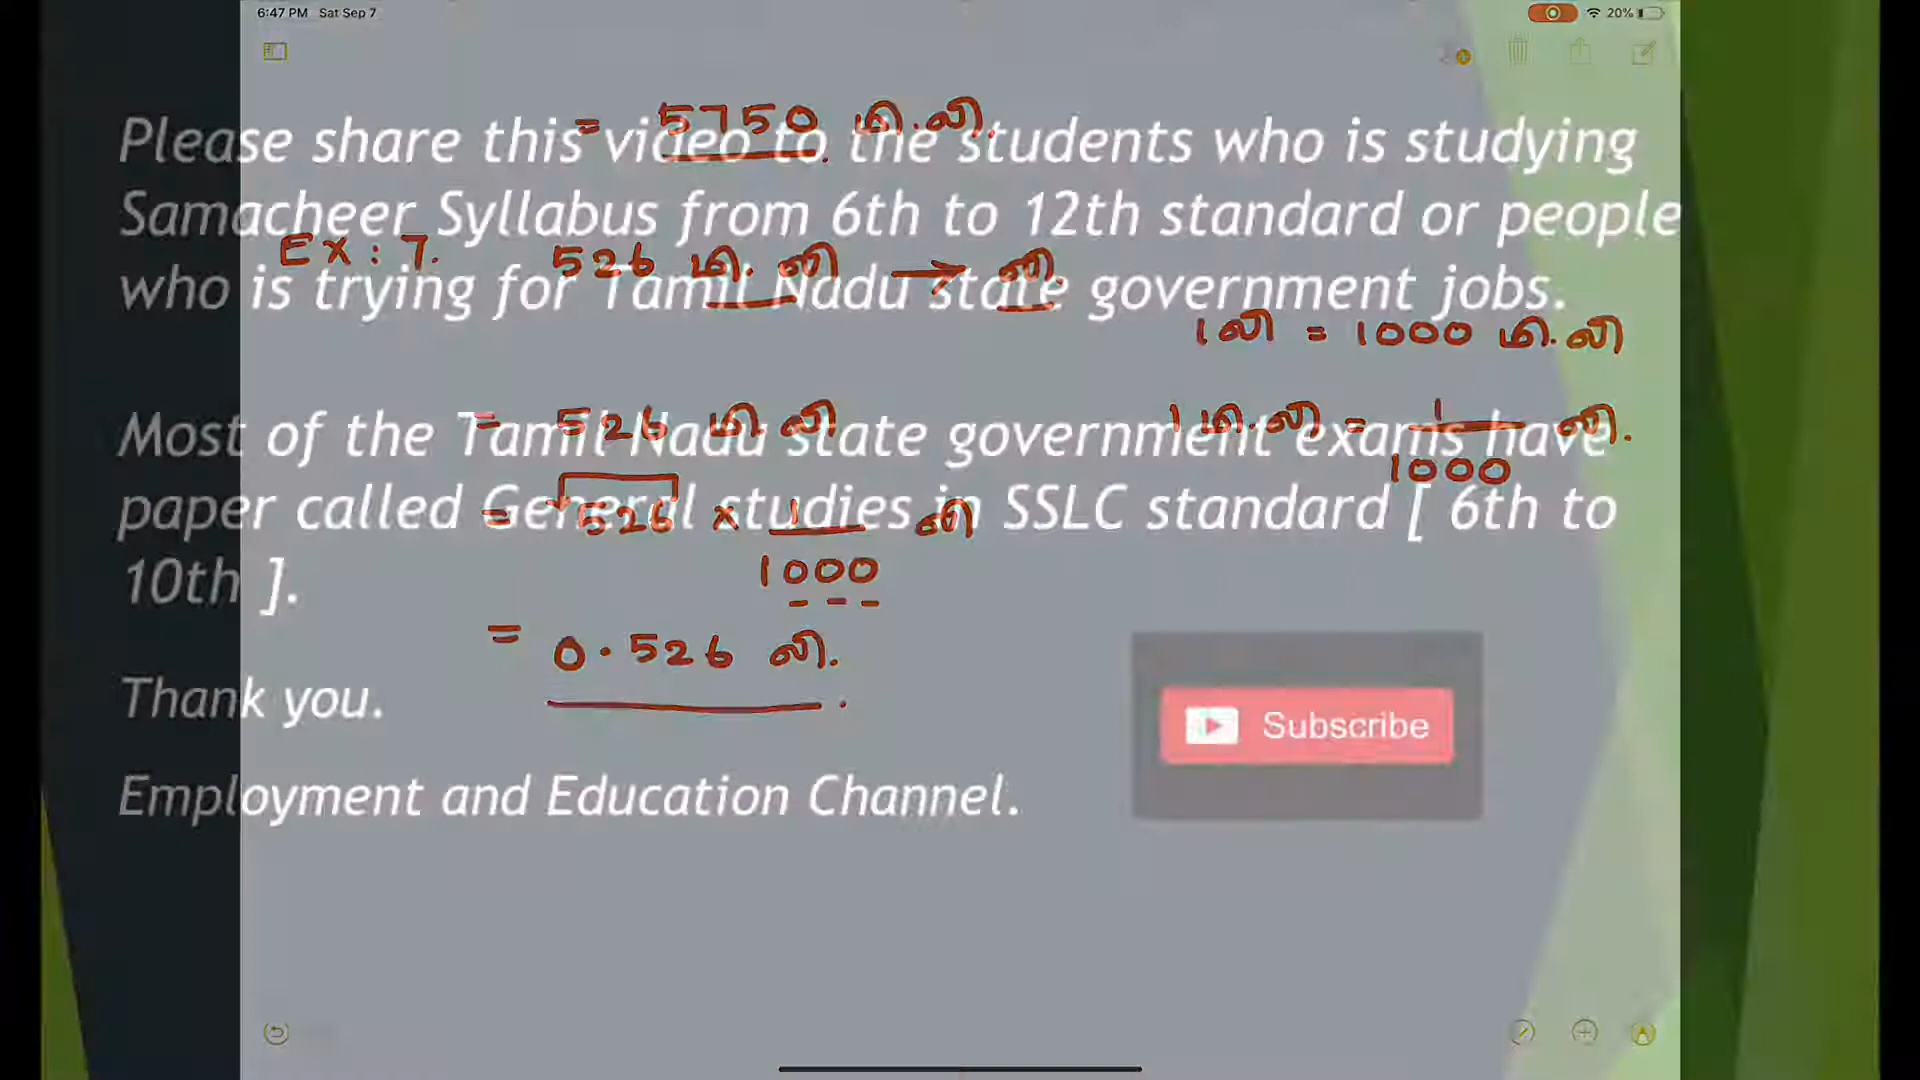 6:47 PM Sat Sep 7
20%
= 5750 மி.லி.
Please share this video to the students who is studying
Samacheer Syllabus from 6th to 12th standard or people
Ex : 7. 526 மி. லி → லி.
who is trying for Tamil Nadu state government jobs.
1 லி = 1000 மி.லி
= 526 மி. லி
1 மி.லி = 1/1000 லி.
Most of the Tamil Nadu state government exams have
paper called General studies in SSLC standard [ 6th to
= 526 x 1/1000 லி
10th ].
= 0.526 லி.
Thank you.
Subscribe
Employment and Education Channel.